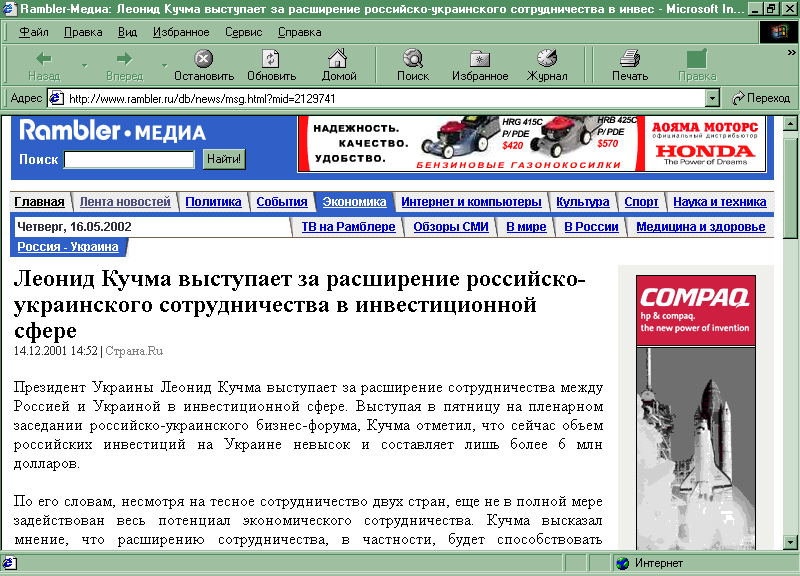 Rambler-Медиа: Леонид Кучма выступает за расширение российско-украинского сотрудничества в инвес - Microsoft In...
Файл Правка Вид Избранное Сервис Справка
Назад Вперед Остановить Обновить Домой Поиск Избранное Журнал Печать Правка
Адрес http://www.rambler.ru/db/news/msg.html?mid=2129741 Переход
Rambler • МЕДИА
Поиск Найти!
НАДЕЖНОСТЬ.
КАЧЕСТВО.
УДОБСТВО.
HRG 415C
P/PDE
$420
HRB 425C
P/PDE
$570
БЕНЗИНОВЫЕ ГАЗОНОКОСИЛКИ
АОЯМА МОТОРС
официальный дистрибьютор
HONDA
The Power of Dreams
Главная Лента новостей Политика События Экономика Интернет и компьютеры Культура Спорт Наука и техника
Четверг, 16.05.2002 ТВ на Рамблере Обзоры СМИ В мире В России Медицина и здоровье
Россия - Украина
Леонид Кучма выступает за расширение российско-
украинского сотрудничества в инвестиционной
сфере
14.12.2001 14:52 | Страна.Ru
Президент Украины Леонид Кучма выступает за расширение сотрудничества между
Россией и Украиной в инвестиционной сфере. Выступая в пятницу на пленарном
заседании российско-украинского бизнес-форума, Кучма отметил, что сейчас объем
российских инвестиций на Украине невысок и составляет лишь более 6 млн
долларов.
По его словам, несмотря на тесное сотрудничество двух стран, еще не в полной мере
задействован весь потенциал экономического сотрудничества. Кучма высказал
мнение, что расширению сотрудничества, в частности, будет способствовать
COMPAQ
hp & compaq.
the new power of invention
Интернет